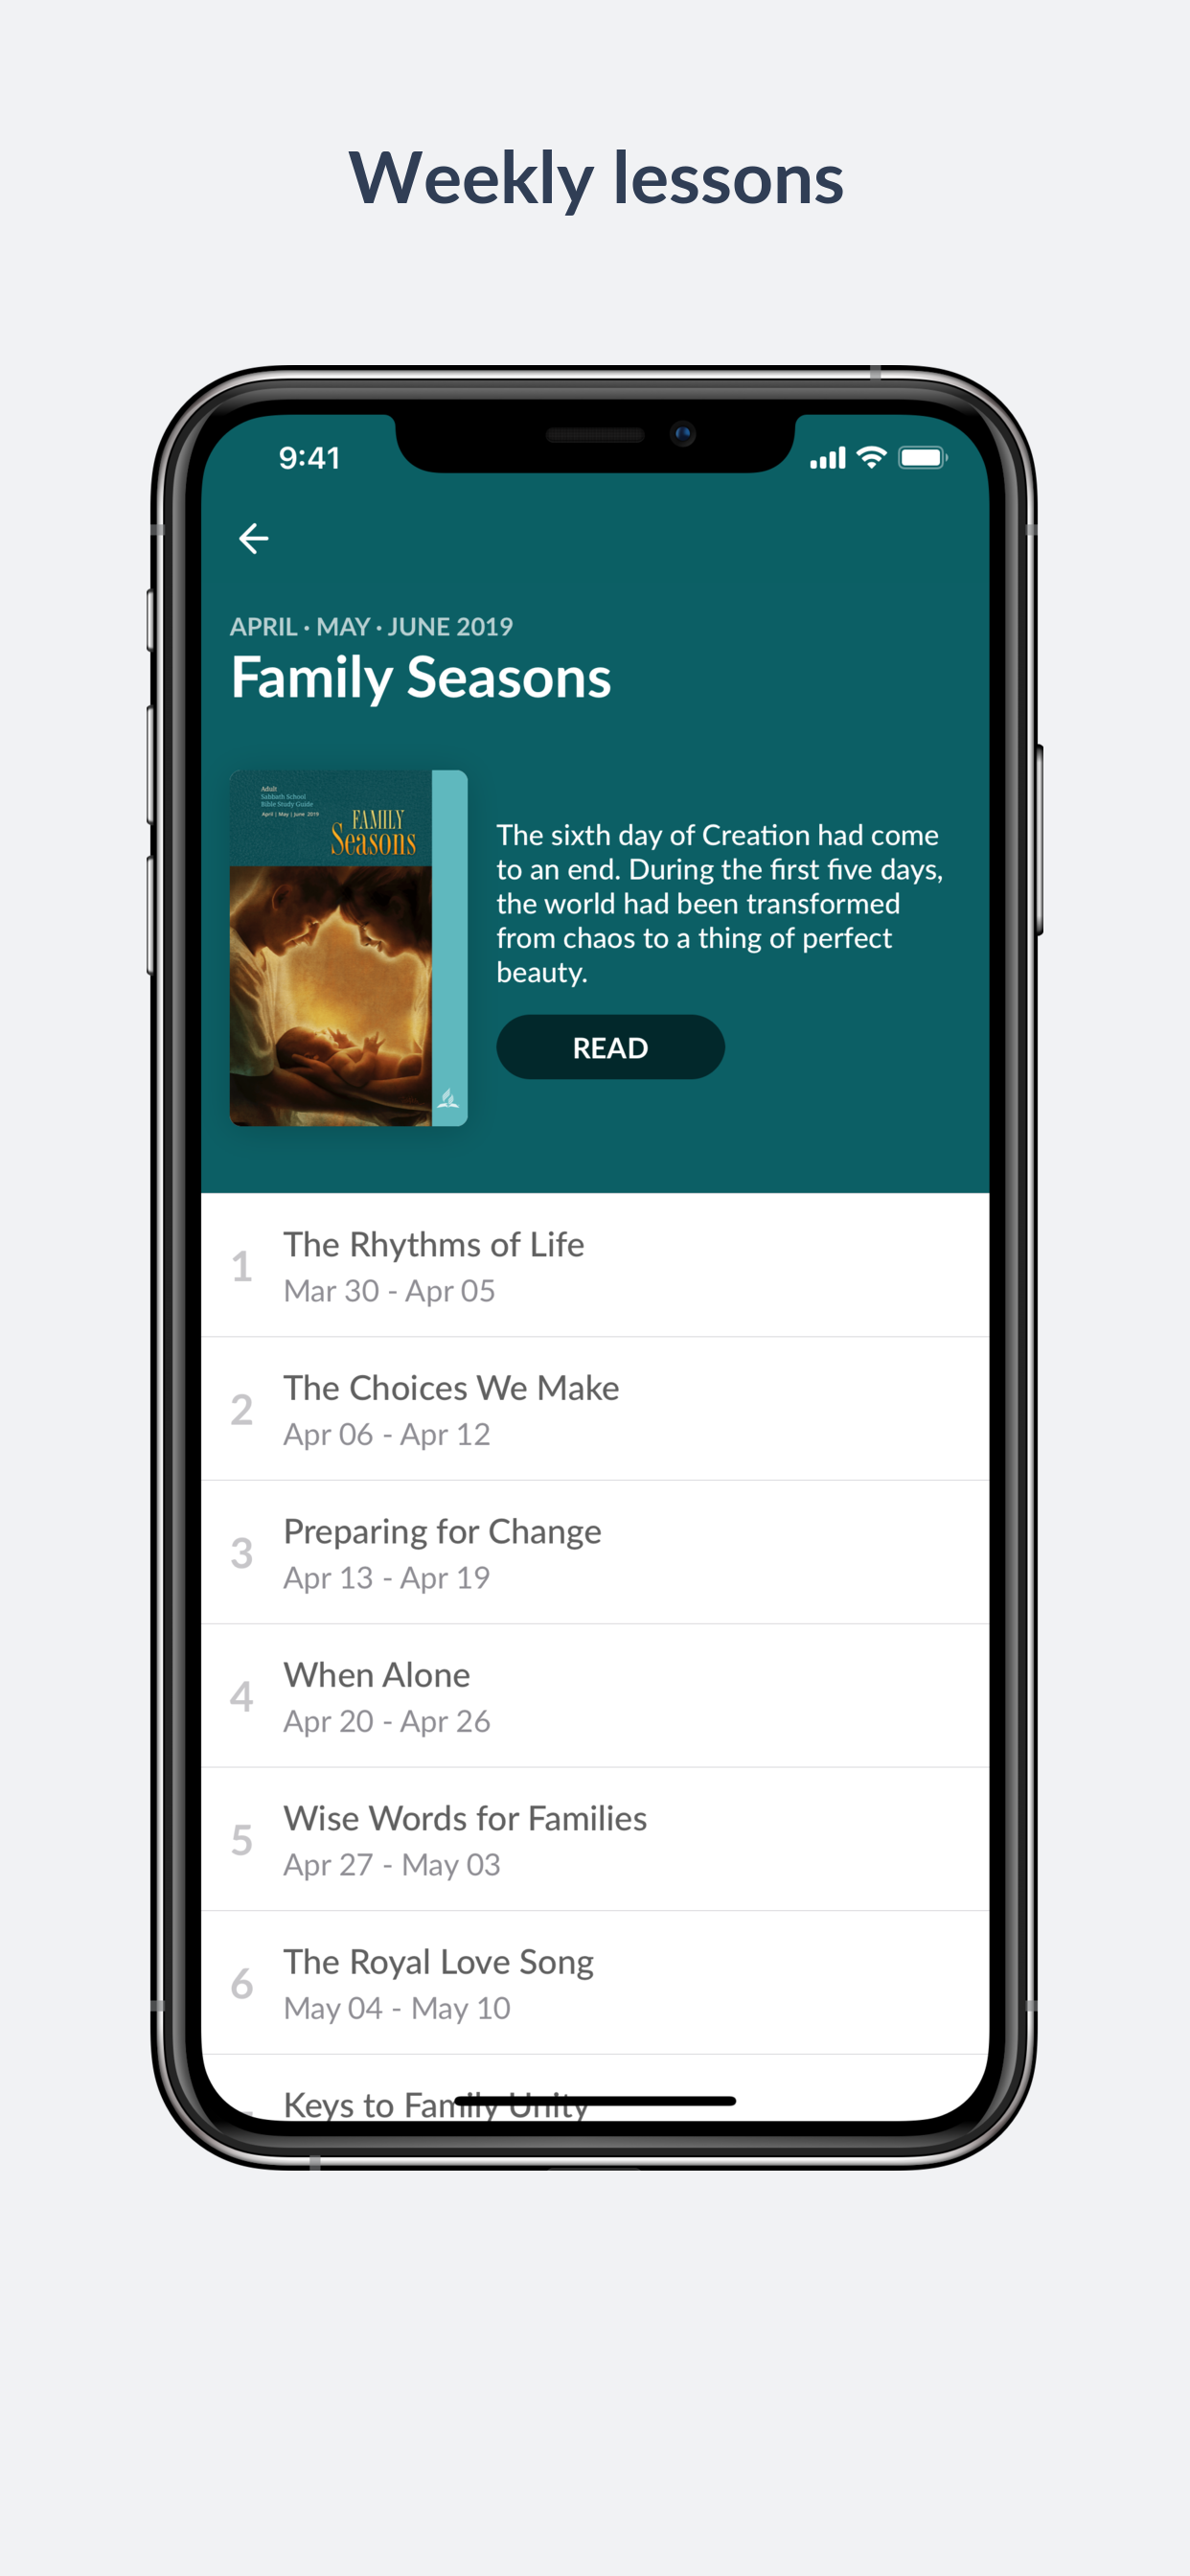 Weekly lessons
9:41
APRIL · MAY · JUNE 2019
Family Seasons
Adult
Sabbath School
Bible Study Guide
April | May | June 2019
FAMILY
Seasons
The sixth day of Creation had come
to an end. During the first five days,
the world had been transformed
from chaos to a thing of perfect
beauty.
READ
1
The Rhythms of Life
Mar 30 - Apr 05
2
The Choices We Make
Apr 06 - Apr 12
3
Preparing for Change
Apr 13 - Apr 19
4
When Alone
Apr 20 - Apr 26
5
Wise Words for Families
Apr 27 - May 03
6
The Royal Love Song
May 04 - May 10
Keys to Family Unity